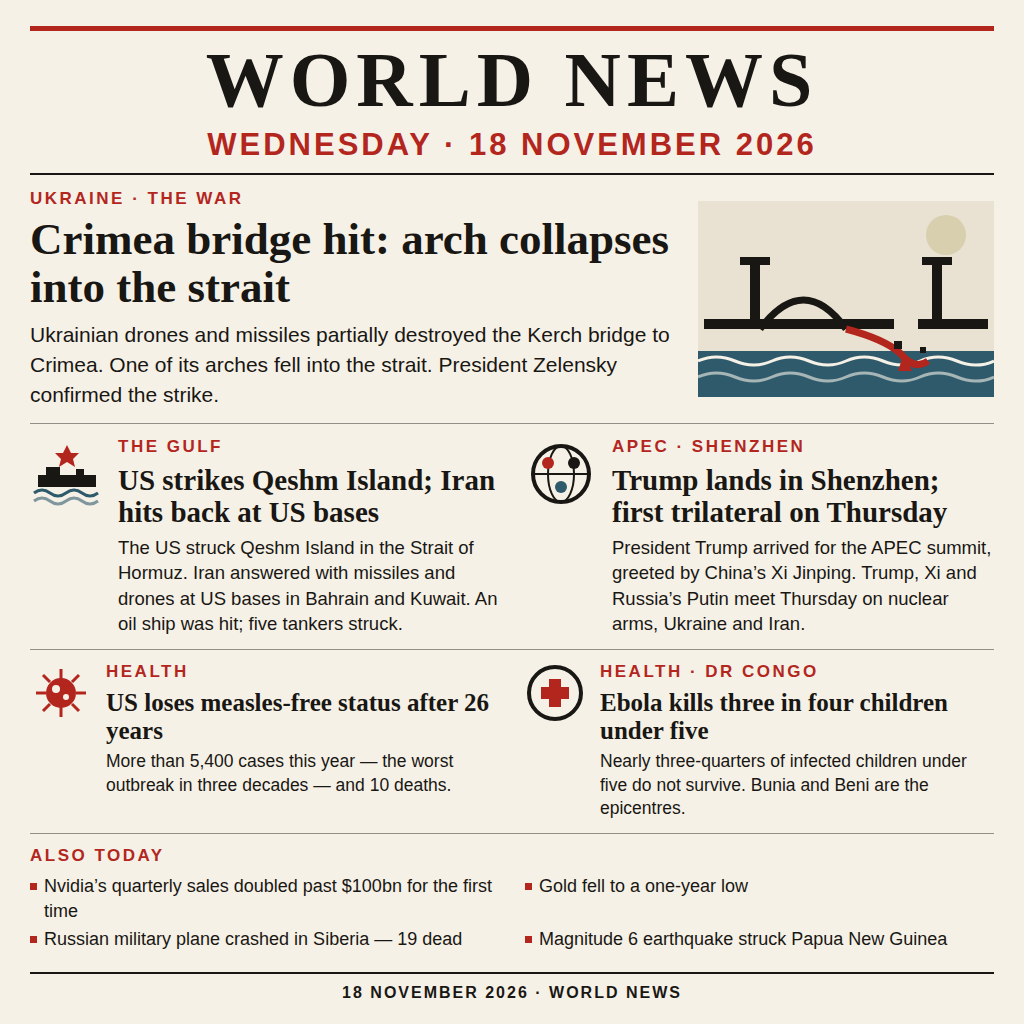 WORLD NEWS
WEDNESDAY · 18 NOVEMBER 2026
UKRAINE · THE WAR
Crimea bridge hit: arch collapses
into the strait
Ukrainian drones and missiles partially destroyed the Kerch bridge to
Crimea. One of its arches fell into the strait. President Zelensky
confirmed the strike.
THE GULF
US strikes Qeshm Island; Iran
hits back at US bases
The US struck Qeshm Island in the Strait of
Hormuz. Iran answered with missiles and
drones at US bases in Bahrain and Kuwait. An
oil ship was hit; five tankers struck.
APEC · SHENZHEN
Trump lands in Shenzhen;
first trilateral on Thursday
President Trump arrived for the APEC summit,
greeted by China’s Xi Jinping. Trump, Xi and
Russia’s Putin meet Thursday on nuclear
arms, Ukraine and Iran.
HEALTH
US loses measles-free status after 26
years
More than 5,400 cases this year — the worst
outbreak in three decades — and 10 deaths.
HEALTH · DR CONGO
Ebola kills three in four children
under five
Nearly three-quarters of infected children under
five do not survive. Bunia and Beni are the
epicentres.
ALSO TODAY
Nvidia’s quarterly sales doubled past $100bn for the first
time
Gold fell to a one-year low
Russian military plane crashed in Siberia — 19 dead
Magnitude 6 earthquake struck Papua New Guinea
18 NOVEMBER 2026 · WORLD NEWS